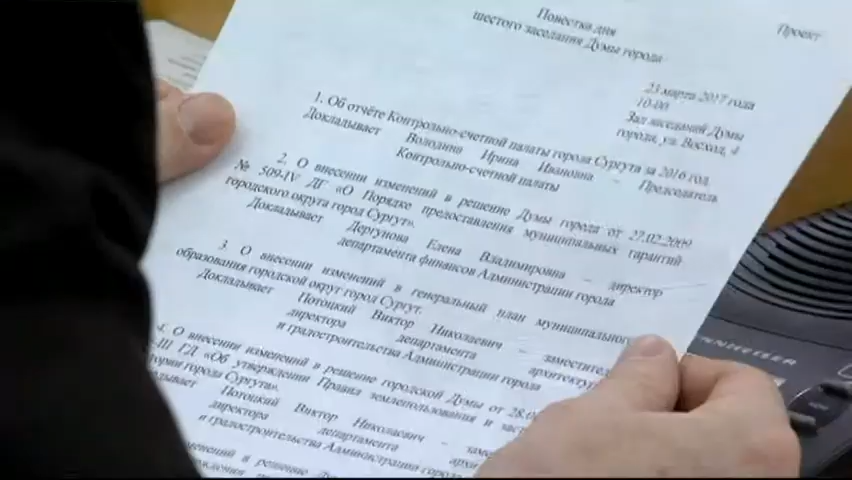 Проект
Повестка дня
шестого заседания Думы города
23 марта 2017 года
10-00
Зал заседаний Думы
города, ул. Восход, 4
1. Об отчёте Контрольно-счетной палаты города Сургута за 2016 год.
Докладывает Володина Ирина Ивановна – Председатель
Контрольно-счетной палаты
2. О внесении изменений в решение Думы города от 27.02.2009
№ 509-IV ДГ «О Порядке предоставления муниципальных гарантий
городского округа город Сургут».
Докладывает Дергунова Елена Владимировна – директор
департамента финансов Администрации города
3. О внесении изменений в генеральный план муниципального
образования городской округ город Сургут.
Докладывает Потоцкий Виктор Николаевич – заместитель
директора департамента архитектуры
и градостроительства Администрации города
4. О внесении изменений в решение городской Думы от 28.0
-III ГД «Об утверждении Правил землепользования и
города Сургута».
Потоцкий Виктор Николаевич –
директора департамента
и градостроительства Администрации города
изменений в решение